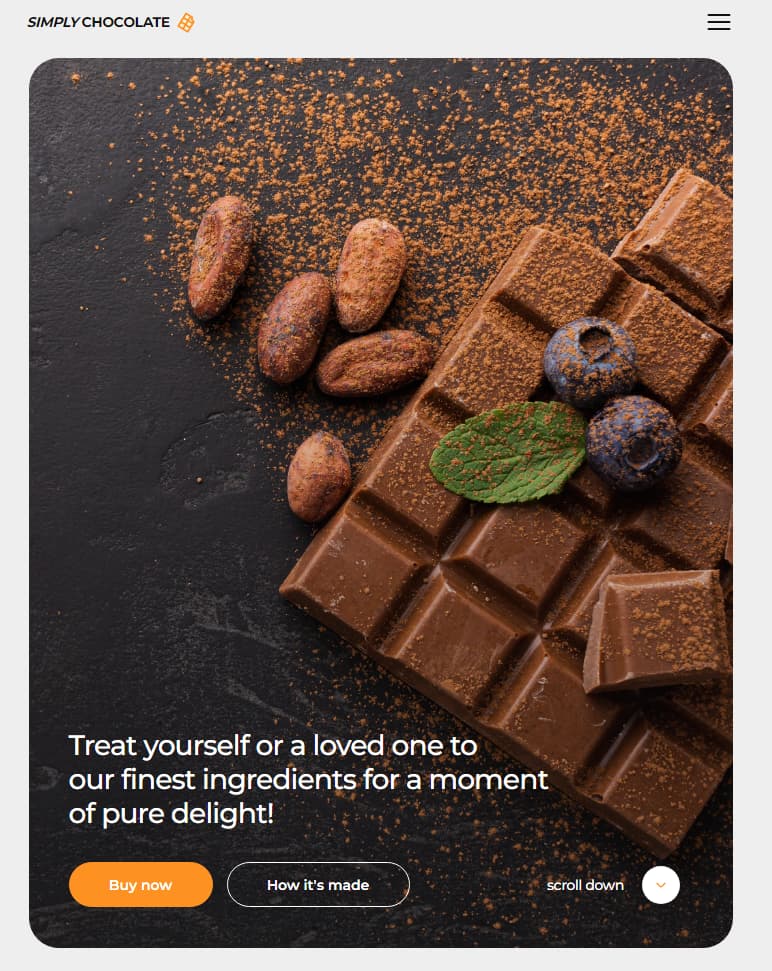 SIMPLY CHOCOLATE
Treat yourself or a loved one to
our finest ingredients for a moment
of pure delight!
Buy now
How it's made
scroll down